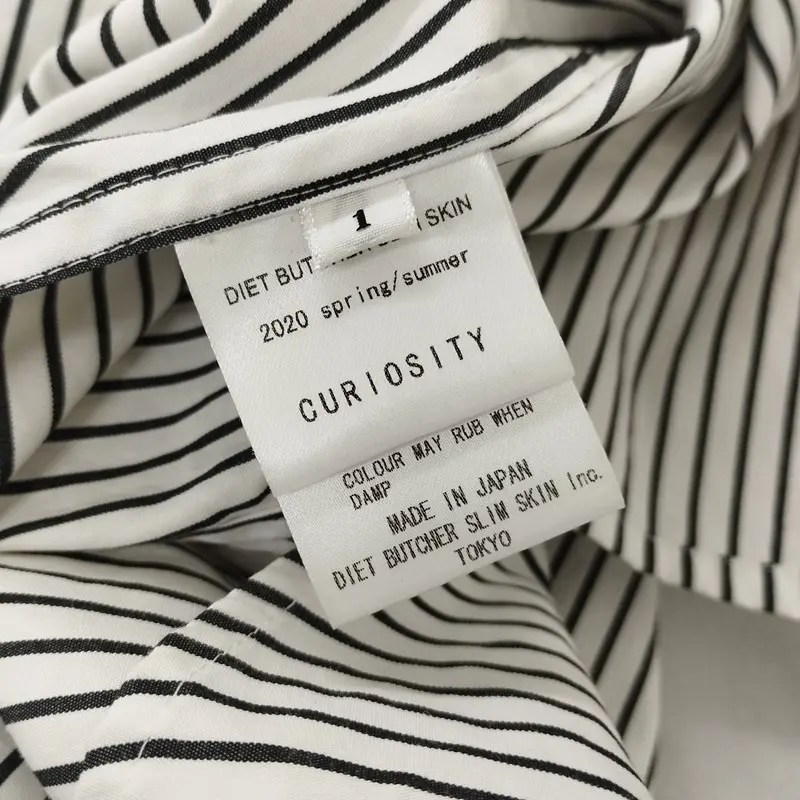 1
DIET BUT SKIN
2020 spring/summer
CURIOSITY
COLOUR MAY RUB WHEN
DAMP
MADE IN JAPAN
DIET BUTCHER SLIM SKIN Inc.
TOKYO